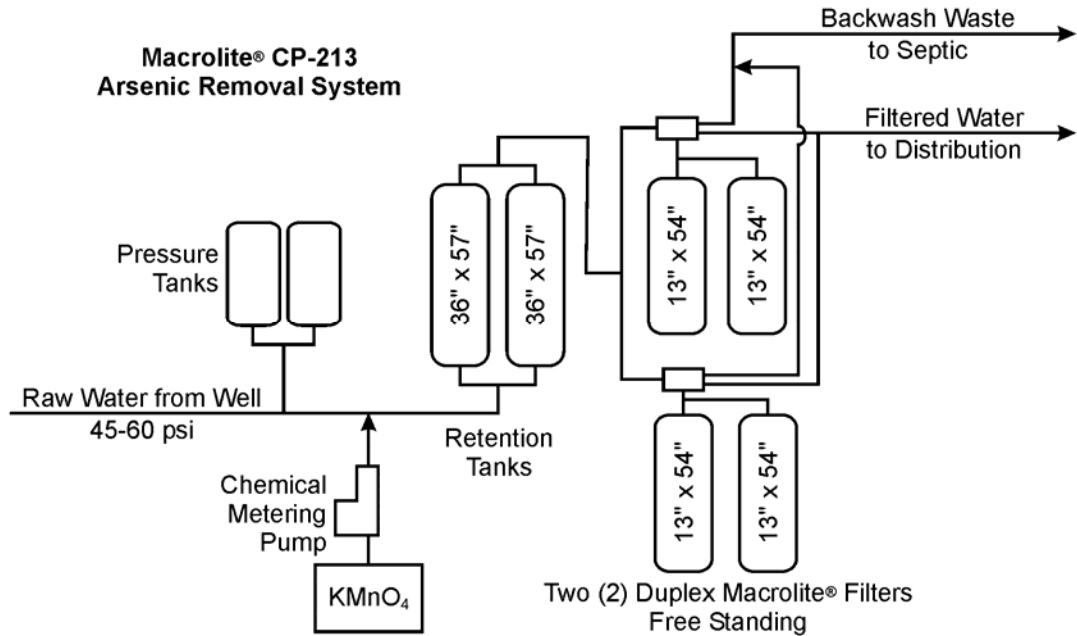 Macrolite® CP-213
Arsenic Removal System
Backwash Waste
to Septic
Filtered Water
to Distribution
Pressure
Tanks
36" x 57"
36" x 57"
13" x 54"
13" x 54"
Raw Water from Well
45-60 psi
Retention
Tanks
Chemical
Metering
Pump
KMnO₄
13" x 54"
13" x 54"
Two (2) Duplex Macrolite® Filters
Free Standing